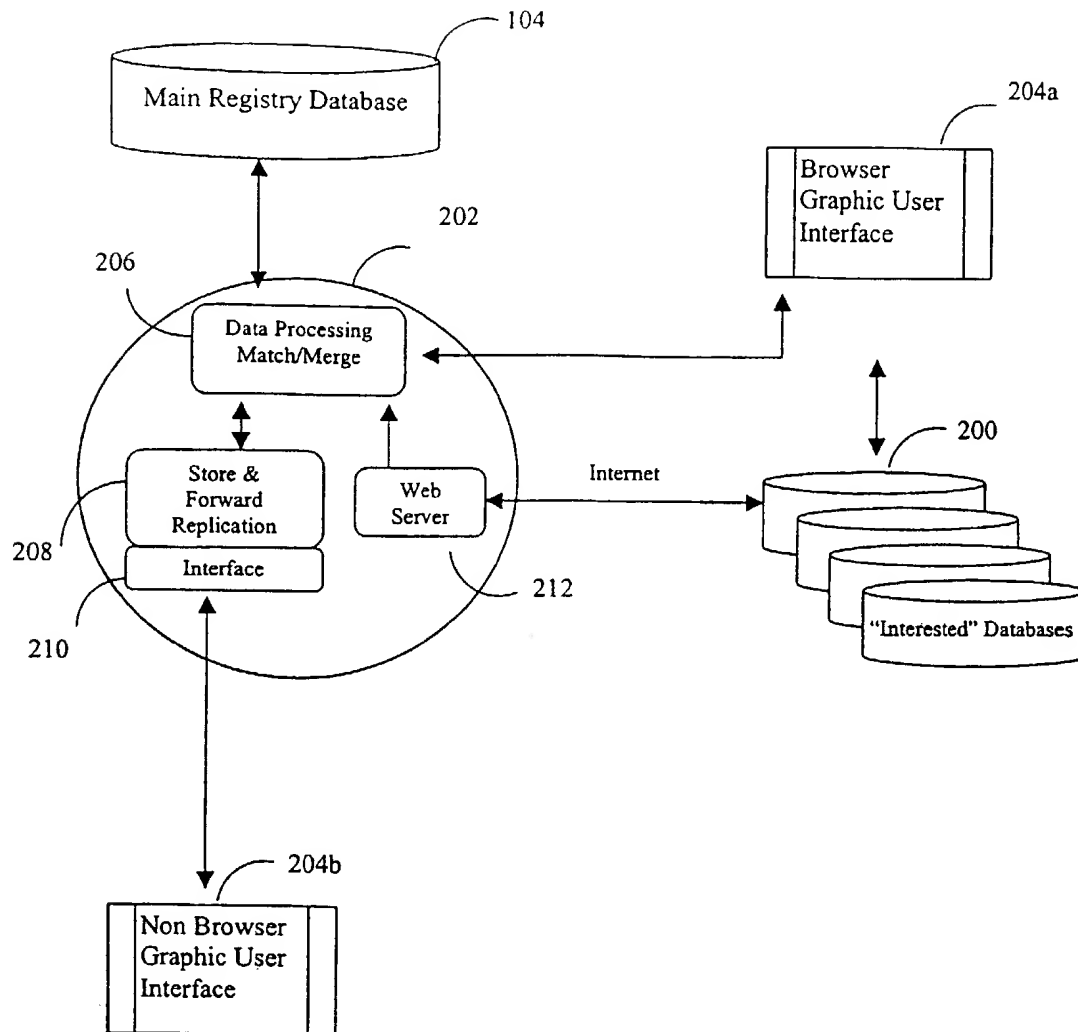 104
Main Registry Database
204a
Browser
Graphic User
Interface
202
206
Data Processing
Match/Merge
200
Store &
Forward
Replication
Web
Server
Internet
208
Interface
212
"Interested" Databases
210
204b
Non Browser
Graphic User
Interface